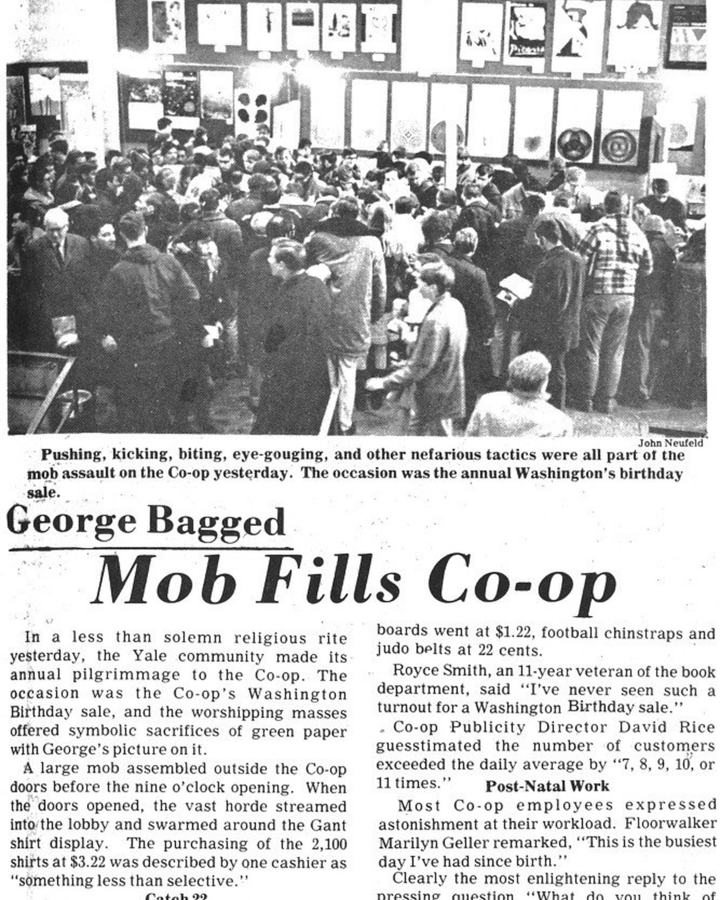 Picasso
John Neufeld
Pushing, kicking, biting, eye-gouging, and other nefarious tactics were all part of the
mob assault on the Co-op yesterday. The occasion was the annual Washington's birthday
sale.
George Bagged
Mob Fills Co-op
In a less than solemn religious rite
yesterday, the Yale community made its
annual pilgrimmage to the Co-op. The
occasion was the Co-op's Washington
Birthday sale, and the worshipping masses
offered symbolic sacrifices of green paper
with George's picture on it.
A large mob assembled outside the Co-op
doors before the nine o'clock opening. When
the doors opened, the vast horde streamed
into the lobby and swarmed around the Gant
shirt display. The purchasing of the 2,100
shirts at $3.22 was described by one cashier as
"something less than selective."
Catch 22
boards went at $1.22, football chinstraps and
judo belts at 22 cents.
Royce Smith, an 11-year veteran of the book
department, said "I've never seen such a
turnout for a Washington Birthday sale."
Co-op Publicity Director David Rice
guesstimated the number of customers
exceeded the daily average by "7, 8, 9, 10, or
11 times."
Post-Natal Work
Most Co-op employees expressed
astonishment at their workload. Floorwalker
Marilyn Geller remarked, "This is the busiest
day I've had since birth."
Clearly the most enlightening reply to the
pressing question "What do you think of